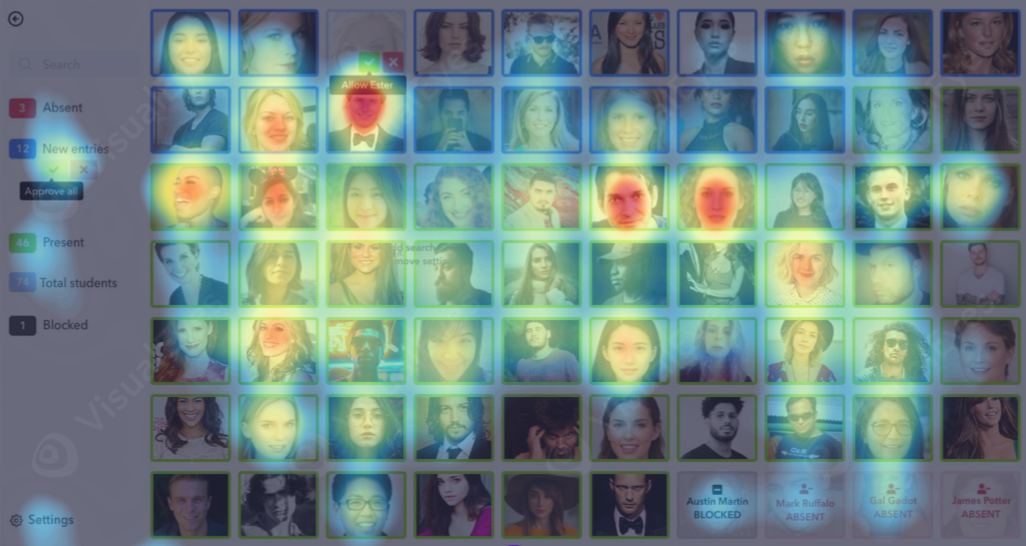 Search
Allow Ester
3 Absent
12 New entries
Approve all
46 Present
74 Total students
1 Blocked
Settings
Austin Martin
BLOCKED
Mark Ruffalo
ABSENT
Gal Gadot
ABSENT
James Potter
ABSENT